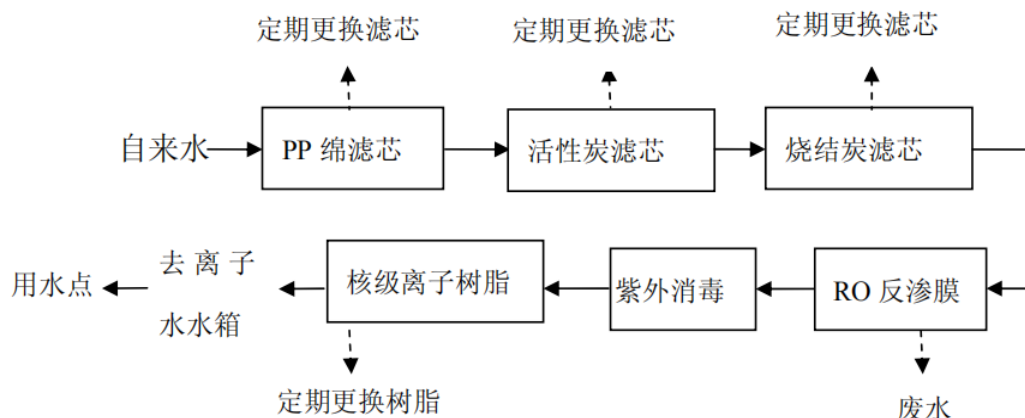 定期更换滤芯
定期更换滤芯
定期更换滤芯
自来水
PP 绵滤芯
活性炭滤芯
烧结炭滤芯
RO 反渗膜
紫外消毒
核级离子树脂
去 离 子
水水箱
用水点
定期更换树脂
废水